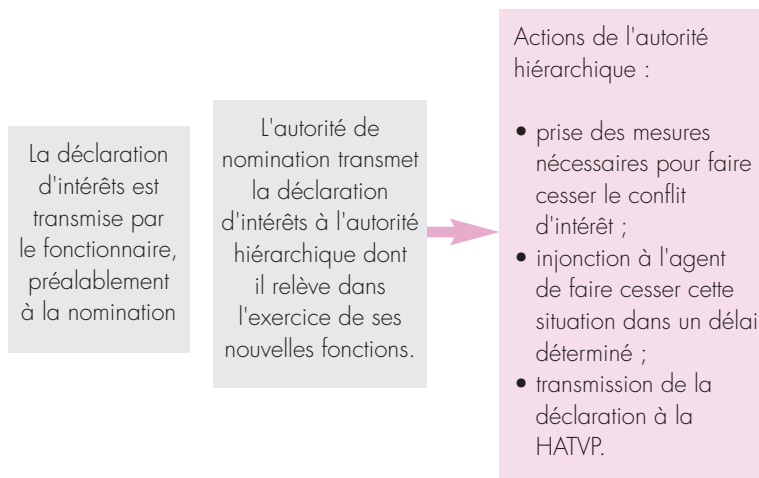 La déclaration
d'intérêts est
transmise par
le fonctionnaire,
préalablement
à la nomination
L'autorité de
nomination transmet
la déclaration
d'intérêts à l'autorité
hiérarchique dont
il relève dans
l'exercice de ses
nouvelles fonctions.
Actions de l'autorité
hiérarchique :
• prise des mesures
nécessaires pour faire
cesser le conflit
d'intérêt ;
• injonction à l'agent
de faire cesser cette
situation dans un délai
déterminé ;
• transmission de la
déclaration à la
HATVP.